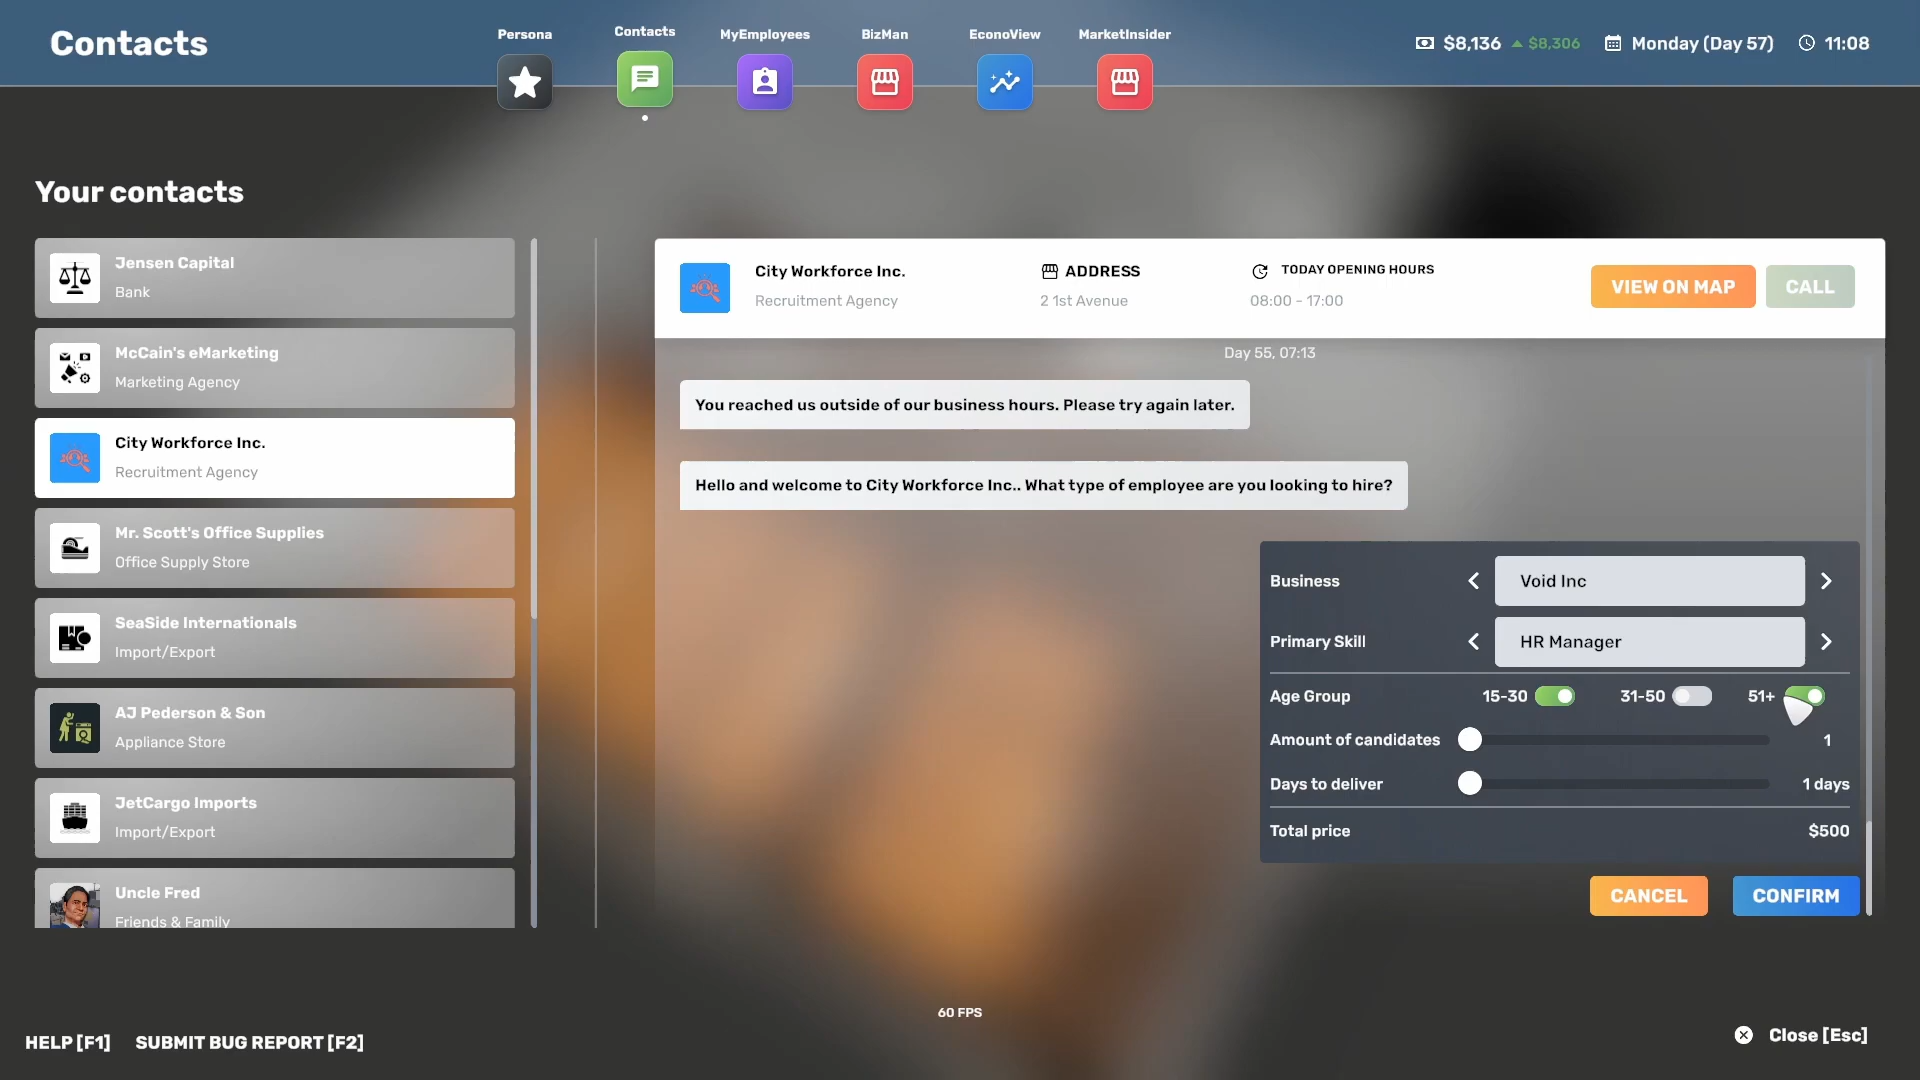 Contacts
Persona
Contacts
MyEmployees
BizMan
EconoView
MarketInsider
$8,136 $8,306 Monday (Day 57) 11:08
Your contacts
Jensen Capital
Bank
McCain's eMarketing
Marketing Agency
City Workforce Inc.
Recruitment Agency
Mr. Scott's Office Supplies
Office Supply Store
SeaSide Internationals
Import/Export
AJ Pederson & Son
Appliance Store
JetCargo Imports
Import/Export
Uncle Fred
Friends & Family
City Workforce Inc.
Recruitment Agency
ADDRESS
2 1st Avenue
TODAY OPENING HOURS
08:00 - 17:00
VIEW ON MAP
CALL
Day 55, 07:13
You reached us outside of our business hours. Please try again later.
Hello and welcome to City Workforce Inc.. What type of employee are you looking to hire?
Business Void Inc
Primary Skill HR Manager
Age Group 15-30 31-50 51+
Amount of candidates 1
Days to deliver 1 days
Total price $500
CANCEL CONFIRM
60 FPS
HELP [F1] SUBMIT BUG REPORT [F2]
Close [Esc]